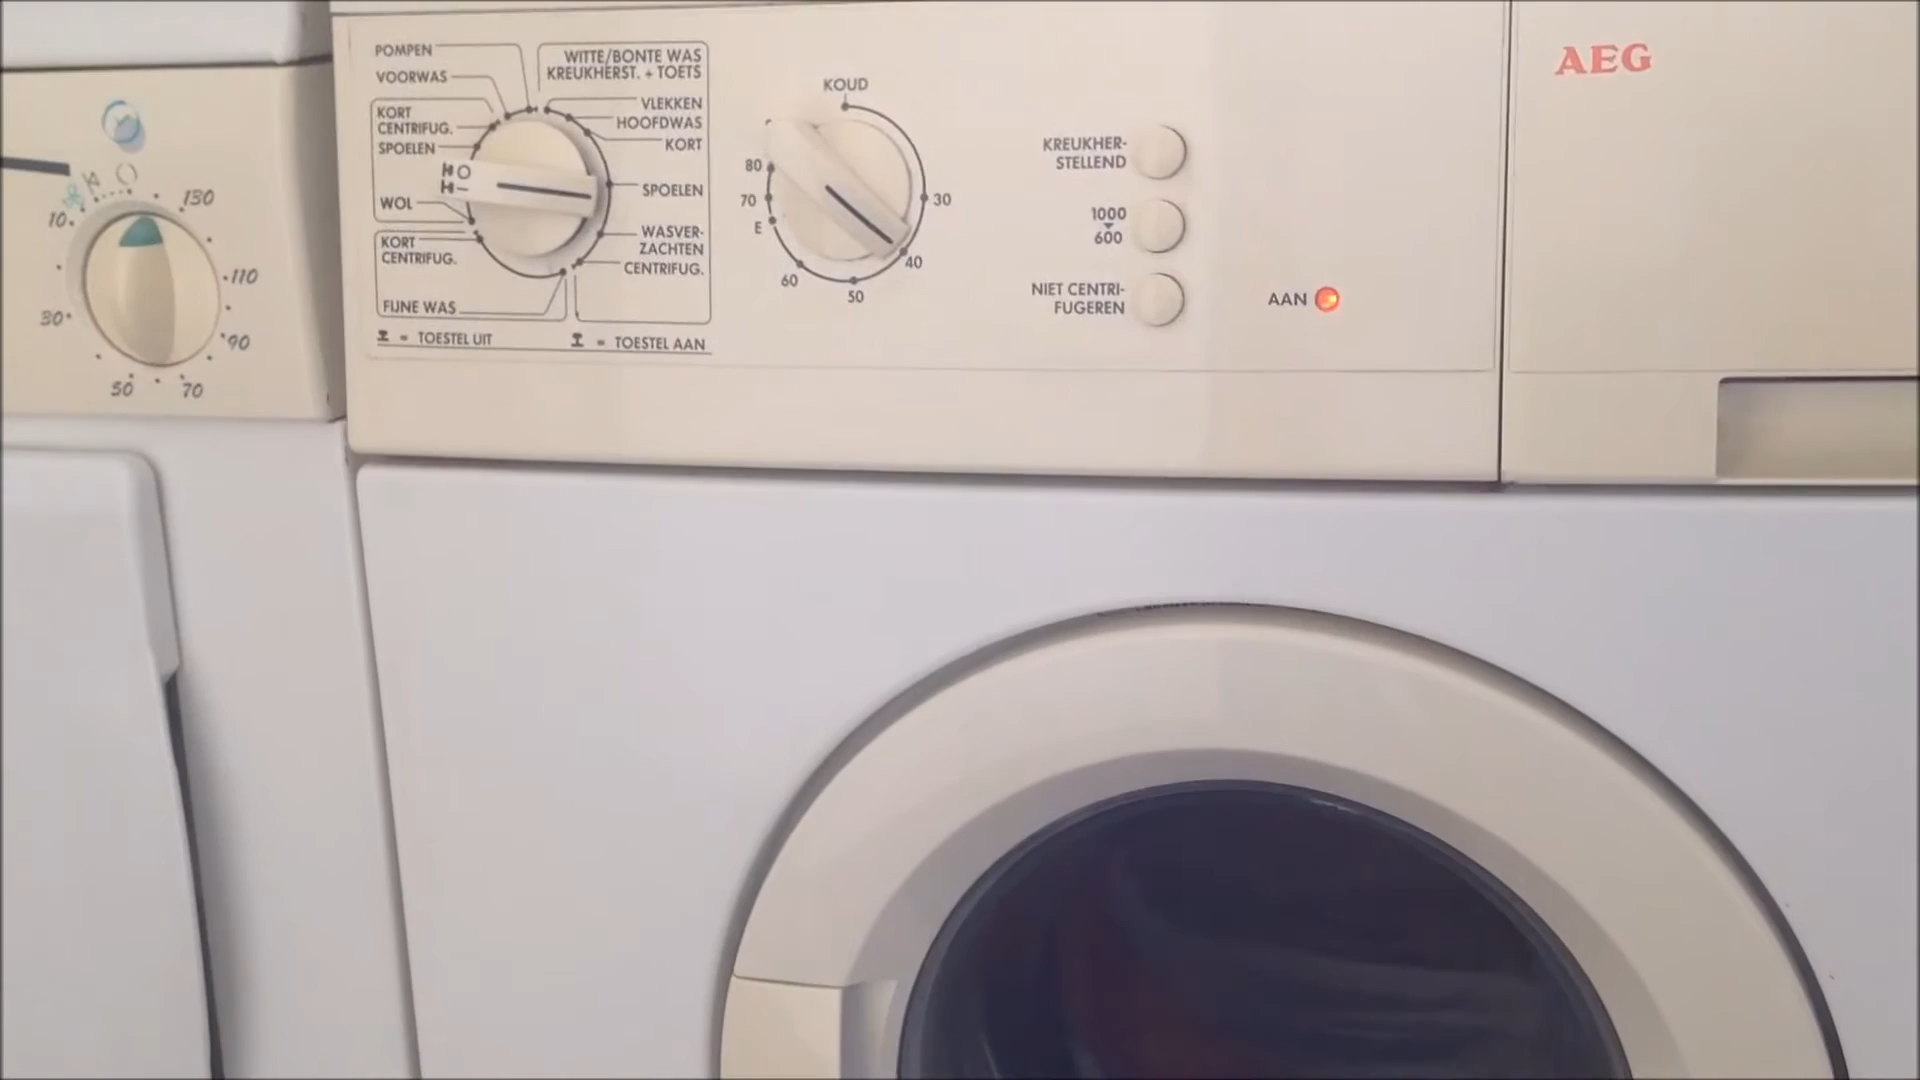 POMPEN
VOORWAS
KORT
CENTRIFUG.
SPOELEN
WOL
KORT
CENTRIFUG.
FIJNE WAS
= TOESTEL UIT
WITTE/BONTE WAS
KREUKHERST. + TOETS
VLEKKEN
HOOFDWAS
KORT
SPOELEN
WASVER-
ZACHTEN
CENTRIFUG.
= TOESTEL AAN
KOUD
30
40
50
60
E
70
80
KREUKHER-
STELLEND
1000
600
NIET CENTRI-
FUGEREN
AAN
AEG
10
30
50
70
90
110
130